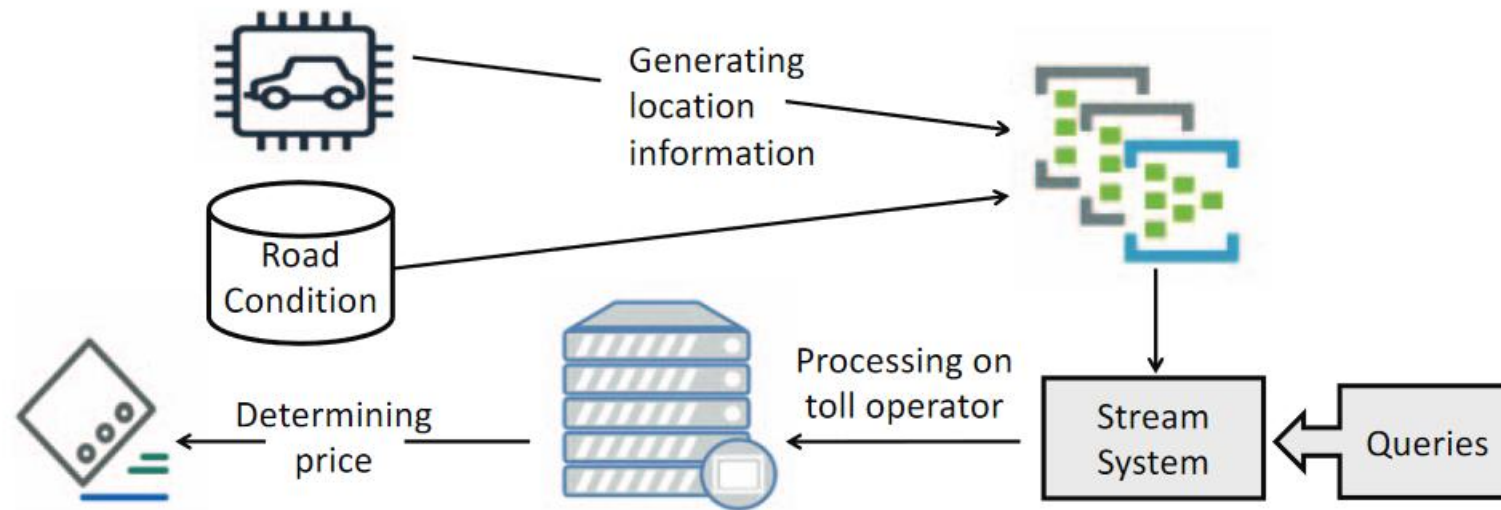 Generating
location
information
Road
Condition
Processing on
toll operator
Determining
price
Stream
System
Queries